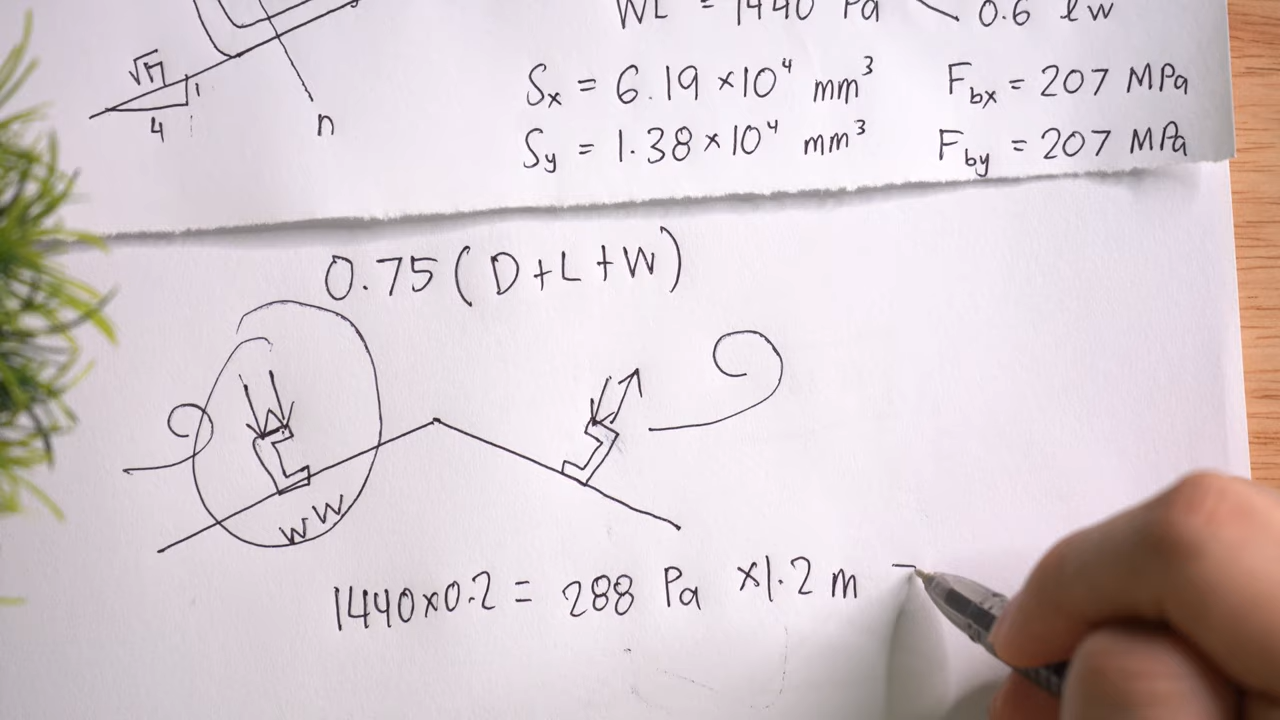 WL = 1440 Pa 0.6 lw
√17
1
4
n
Sx = 6.19 ×10⁴ mm³ Fbx = 207 MPa
Sy = 1.38 ×10⁴ mm³ Fby = 207 MPa
0.75 (D+L+W)
WW
1440×0.2 = 288 Pa ×1.2 m